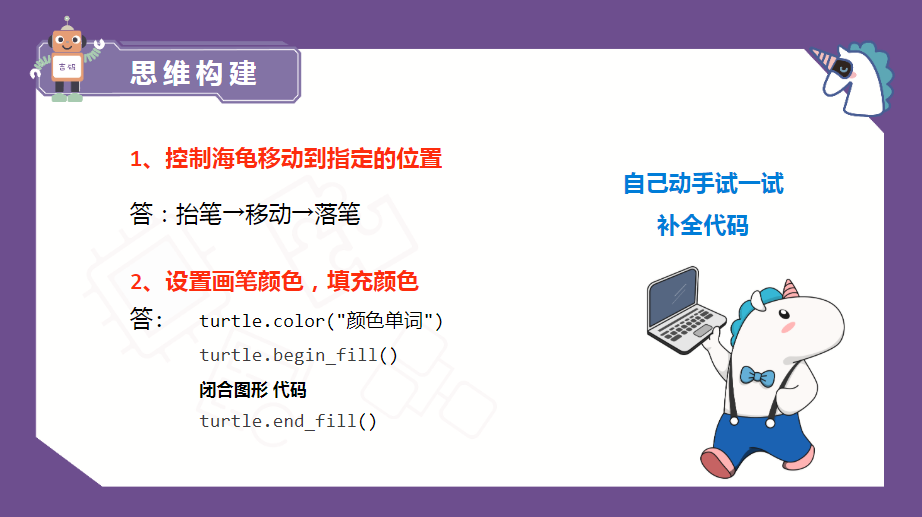 思维构建
1、控制海龟移动到指定的位置
答：抬笔→移动→落笔
2、设置画笔颜色，填充颜色
答： turtle.color("颜色单词")
turtle.begin_fill()
闭合图形 代码
turtle.end_fill()
自己动手试一试
补全代码